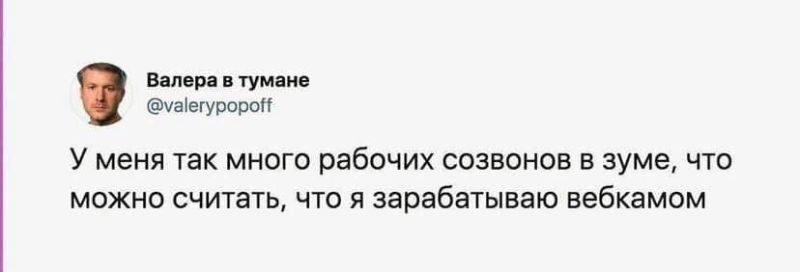 Валера в тумане
@valerypopoff
У меня так много рабочих созвонов в зуме, что
можно считать, что я зарабатываю вебкамом